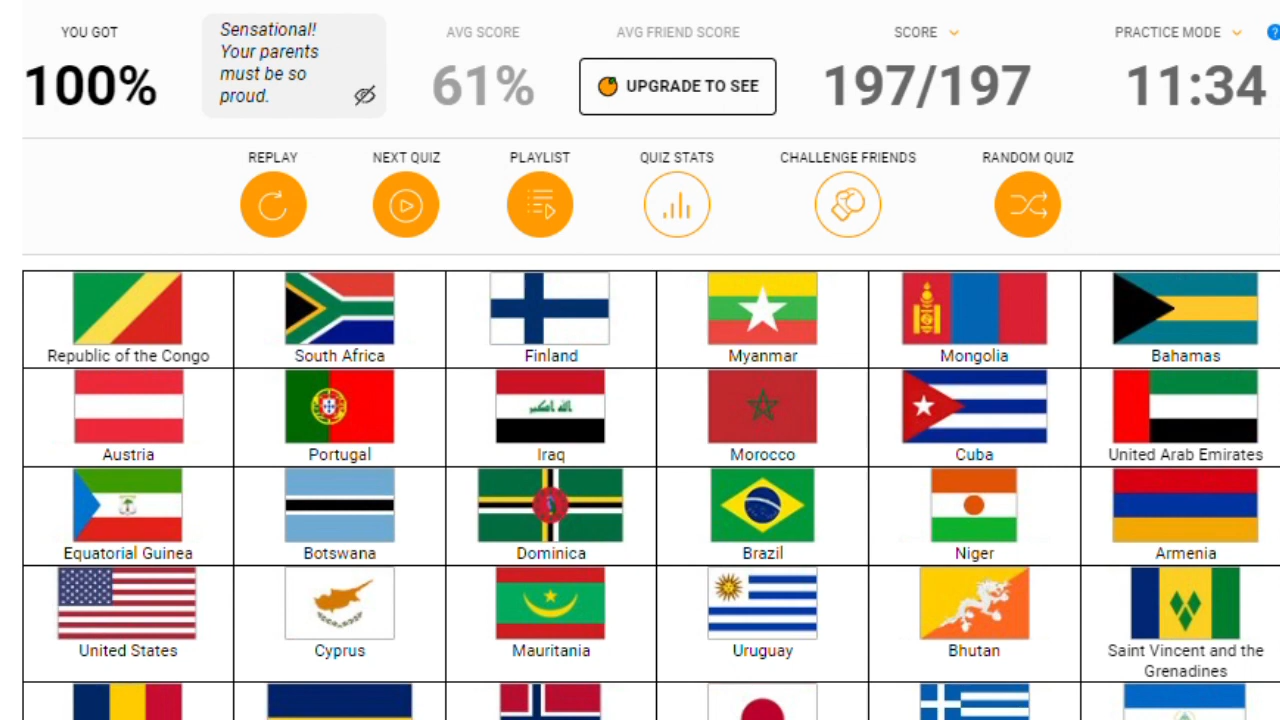 YOU GOT
100%
Sensational!
Your parents
must be so
proud.
AVG SCORE
61%
AVG FRIEND SCORE
UPGRADE TO SEE
SCORE
197/197
PRACTICE MODE
?
11:34
REPLAY
NEXT QUIZ
PLAYLIST
QUIZ STATS
CHALLENGE FRIENDS
RANDOM QUIZ
Republic of the Congo
South Africa
Finland
Myanmar
Mongolia
Bahamas
Austria
Portugal
الله اكبر
Iraq
Morocco
Cuba
United Arab Emirates
Equatorial Guinea
Botswana
Dominica
Brazil
Niger
Armenia
United States
Cyprus
Mauritania
Uruguay
Bhutan
Saint Vincent and the
Grenadines